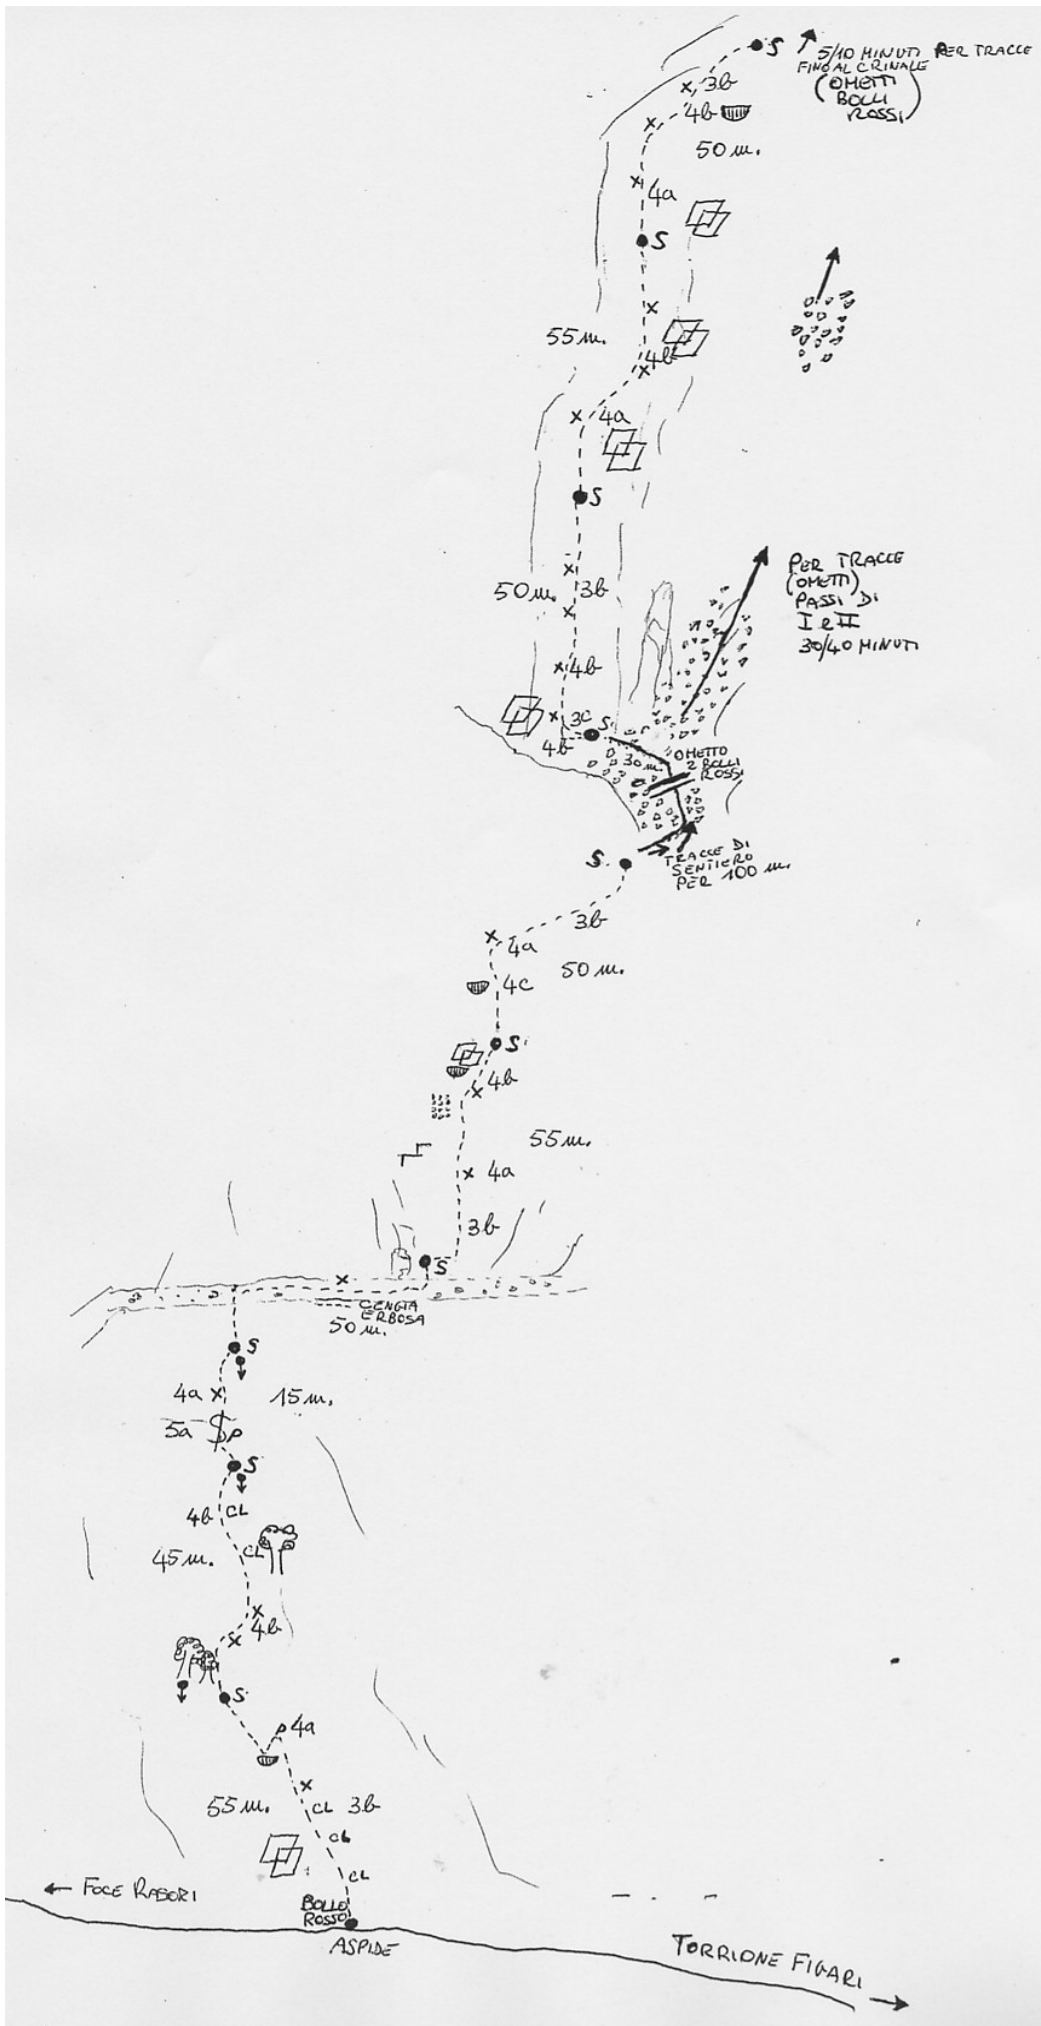 S
5/10 MINUTI PER TRACCE
FINO AL CRINALE
(OMETTI
BOLLI
ROSSI)
3b
4b
50 m.
4a
S
55 m.
4b
4a
S
PER TRACCE
(OMETTI)
PASSI DI
I e II
30/40 MINUTI
50 m.
3b
4b
3c
S
4b
30 m.
OMETTO
2 BOLLI
ROSSI
S
TRACCE DI
SENTIERO
PER 100 m.
3b
4a
50 m.
4c
S
4b
55 m.
4a
3b
S
CENGIA
ERBOSA
50 m.
S
4a
15 m.
5a
S
4b
CL
45 m.
CL
4b
S
4a
55 m.
CL
3b
CL
CL
← FOCE RASORI
BOLLO
ROSSO
ASPIDE
TORRIONE FIGARI →